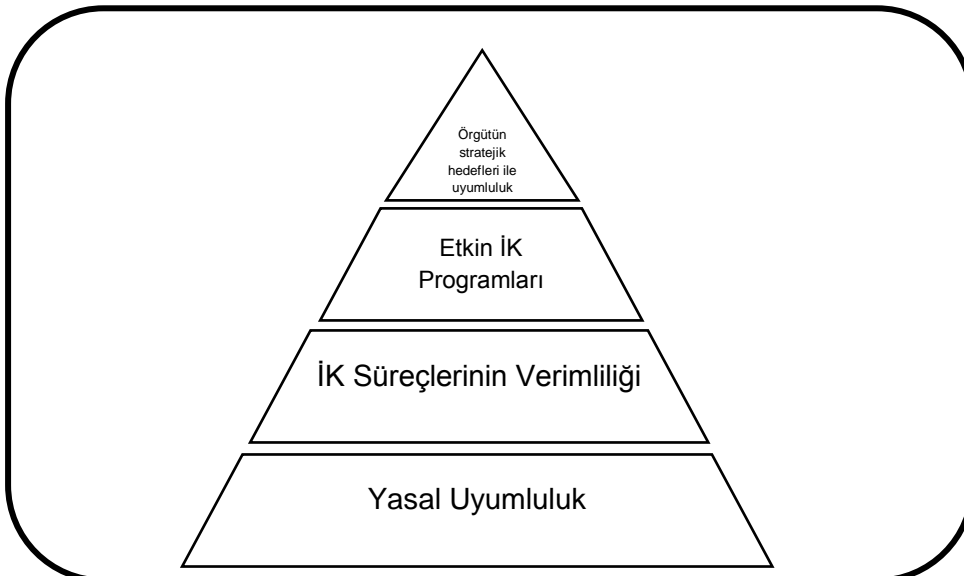 Örgütün
stratejik
hedefleri ile
uyumluluk
Etkin İK
Programları
İK Süreçlerinin Verimliliği
Yasal Uyumluluk